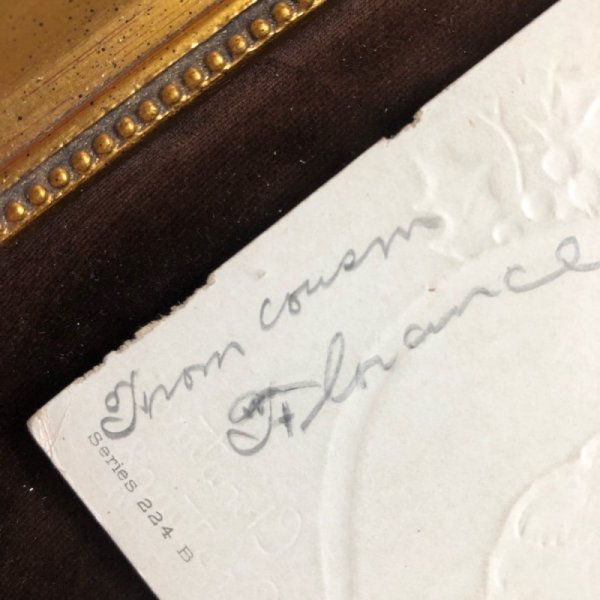 From cousin
Florance
Series 224 B